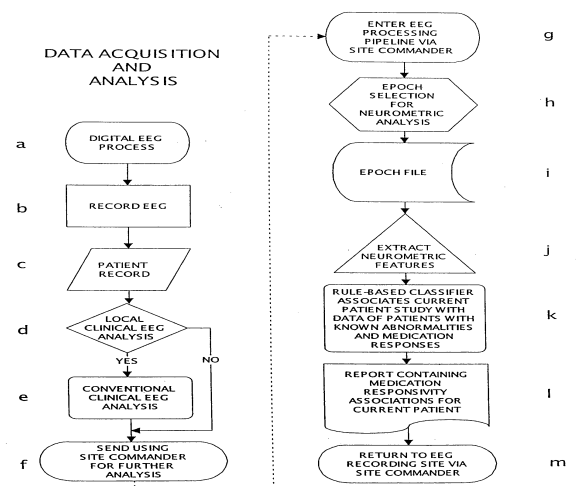 DATA ACQUISITION
AND
ANALYSIS
a
DIGITAL EEG
PROCESS
b
RECORD EEG
c
PATIENT
RECORD
d
LOCAL
CLINICAL EEG
ANALYSIS
YES
NO
e
CONVENTIONAL
CLINICAL EEG
ANALYSIS
f
SEND USING
SITE COMMANDER
FOR FURTHER
ANALYSIS
ENTER EEG
PROCESSING
PIPELINE VIA
SITE COMMANDER
g
EPOCH
SELECTION
FOR
NEUROMETRIC
ANALYSIS
h
EPOCH FILE
i
EXTRACT
NEUROMETRIC
FEATURES
j
RULE-BASED CLASSIFIER
ASSOCIATES CURRENT
PATIENT STUDY WITH
DATA OF PATIENTS WITH
KNOWN ABNORMALITIES
AND MEDICATION
RESPONSES
k
REPORT CONTAINING
MEDICATION
RESPONSIVITY
ASSOCIATIONS FOR
CURRENT PATIENT
l
RETURN TO EEG
RECORDING SITE VIA
SITE COMMANDER
m